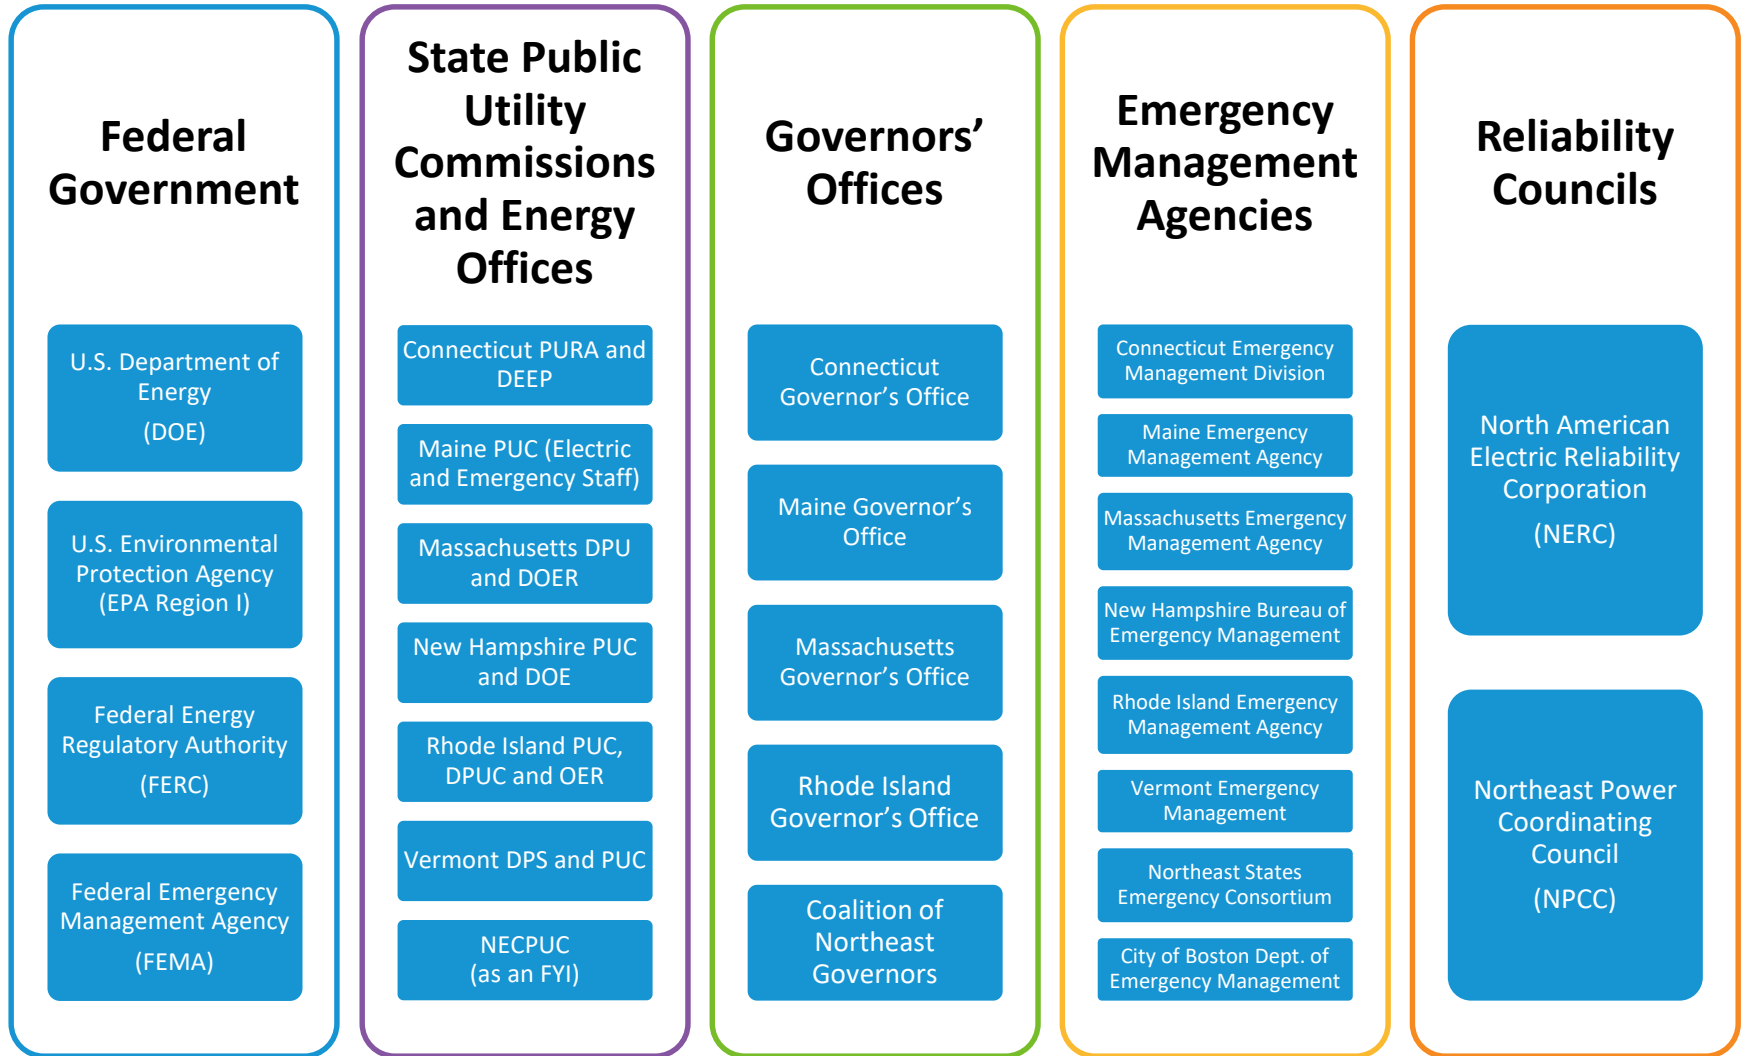 Federal
Government
U.S. Department of
Energy
(DOE)
U.S. Environmental
Protection Agency
(EPA Region I)
Federal Energy
Regulatory Authority
(FERC)
Federal Emergency
Management Agency
(FEMA)
State Public
Utility
Commissions
and Energy
Offices
Connecticut PURA and
DEEP
Maine PUC (Electric
and Emergency Staff)
Massachusetts DPU
and DOER
New Hampshire PUC
and DOE
Rhode Island PUC,
DPUC and OER
Vermont DPS and PUC
NECPUC
(as an FYI)
Governors’
Offices
Connecticut
Governor’s Office
Maine Governor’s
Office
Massachusetts
Governor’s Office
Rhode Island
Governor’s Office
Coalition of
Northeast
Governors
Emergency
Management
Agencies
Connecticut Emergency
Management Division
Maine Emergency
Management Agency
Massachusetts Emergency
Management Agency
New Hampshire Bureau of
Emergency Management
Rhode Island Emergency
Management Agency
Vermont Emergency
Management
Northeast States
Emergency Consortium
City of Boston Dept. of
Emergency Management
Reliability
Councils
North American
Electric Reliability
Corporation
(NERC)
Northeast Power
Coordinating
Council
(NPCC)